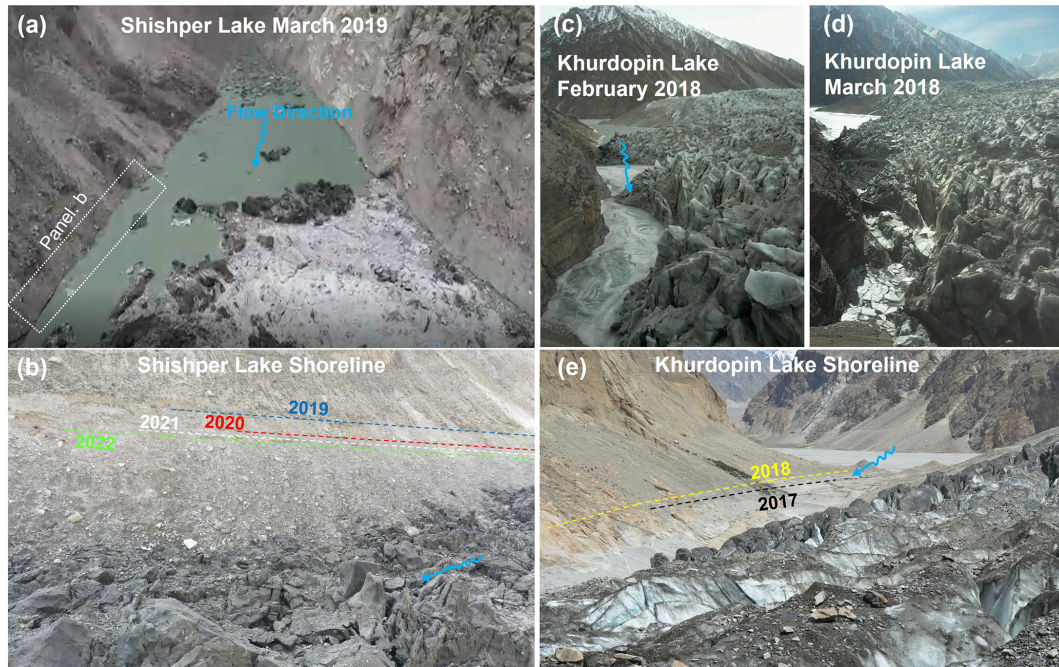 (a)
Shishper Lake March 2019
Flow Direction
Panel. b
(c)
Khurdopin Lake
February 2018
(d)
Khurdopin Lake
March 2018
(b)
Shishper Lake Shoreline
2019
2020
2021
2022
(e)
Khurdopin Lake Shoreline
2018
2017